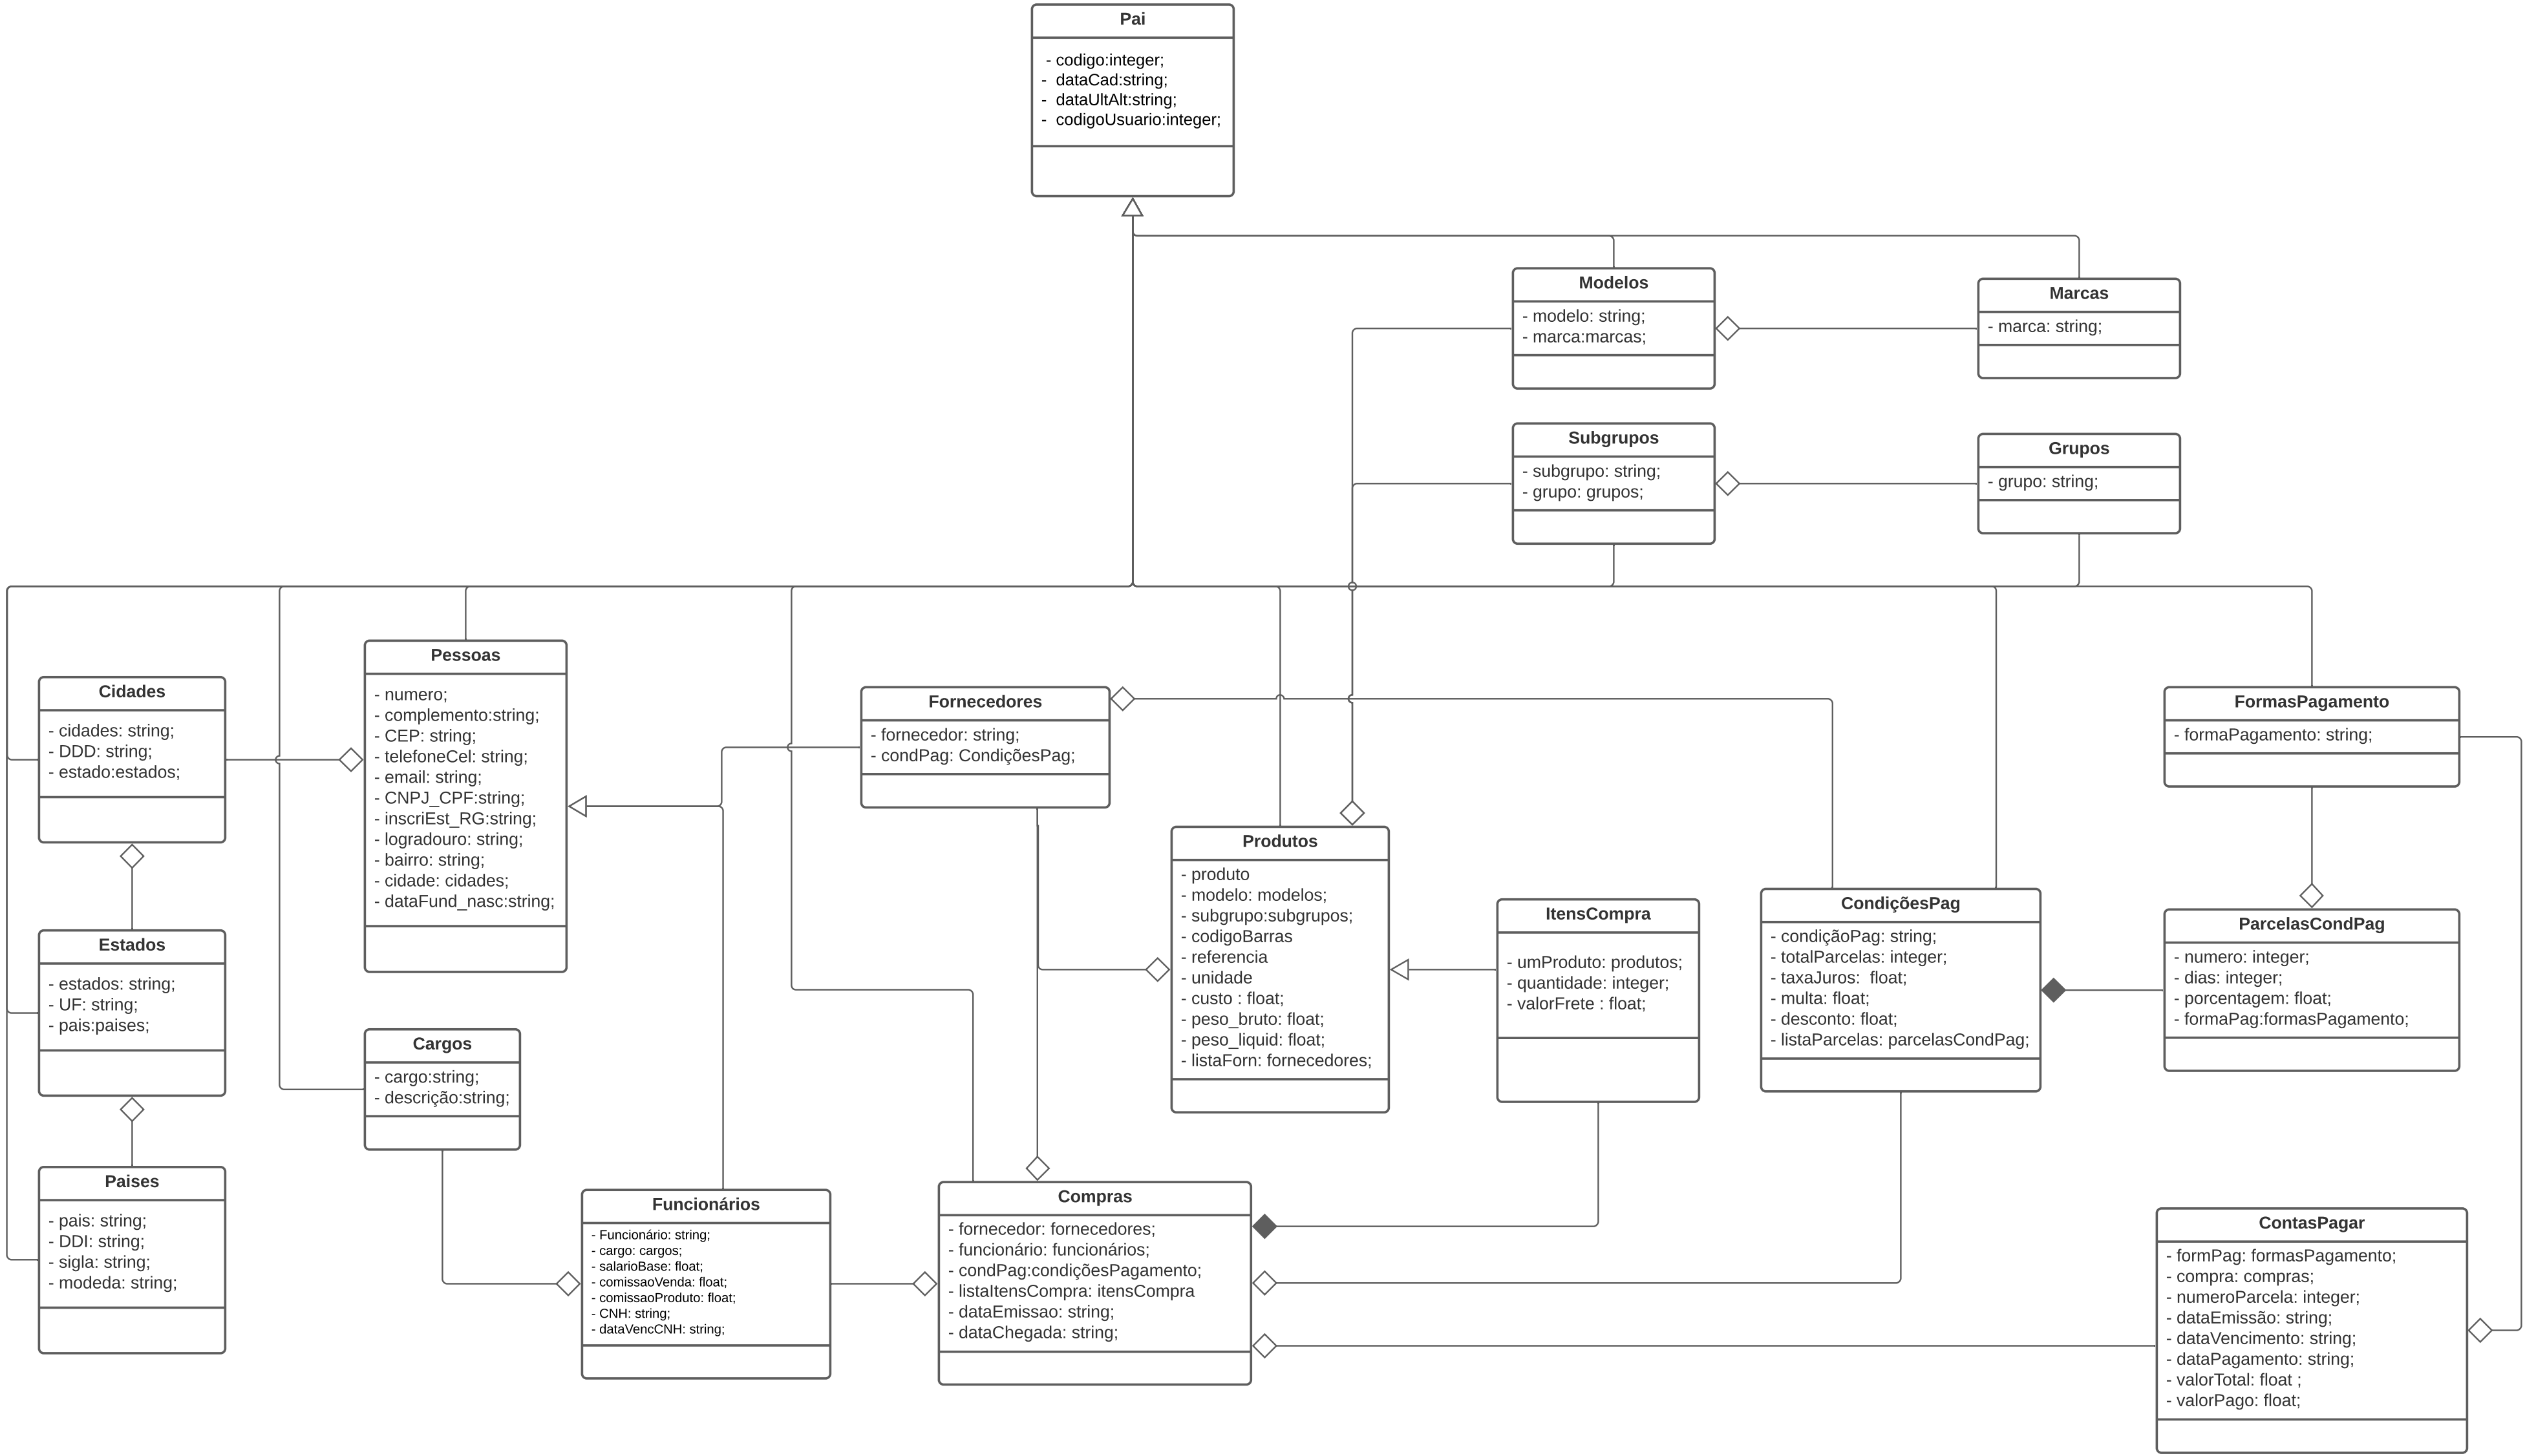 Pai
- codigo:integer;
- dataCad:string;
- dataUltAlt:string;
- codigoUsuario:integer;
Modelos
- modelo: string;
- marca:marcas;
Marcas
- marca: string;
Subgrupos
- subgrupo: string;
- grupo: grupos;
Grupos
- grupo: string;
Cidades
- cidades: string;
- DDD: string;
- estado:estados;
Pessoas
- numero;
- complemento:string;
- CEP: string;
- telefoneCel: string;
- email: string;
- CNPJ_CPF:string;
- inscriEst_RG:string;
- logradouro: string;
- bairro: string;
- cidade: cidades;
- dataFund_nasc:string;
Fornecedores
- fornecedor: string;
- condPag: CondiçõesPag;
FormasPagamento
- formaPagamento: string;
Produtos
- produto
- modelo: modelos;
- subgrupo:subgrupos;
- codigoBarras
- referencia
- unidade
- custo : float;
- peso_bruto: float;
- peso_liquid: float;
- listaForn: fornecedores;
ItensCompra
- umProduto: produtos;
- quantidade: integer;
- valorFrete : float;
CondiçõesPag
- condiçãoPag: string;
- totalParcelas: integer;
- taxaJuros:  float;
- multa: float;
- desconto: float;
- listaParcelas: parcelasCondPag;
ParcelasCondPag
- numero: integer;
- dias: integer;
- porcentagem: float;
- formaPag:formasPagamento;
Estados
- estados: string;
- UF: string;
- pais:paises;
Cargos
- cargo:string;
- descrição:string;
Paises
- pais: string;
- DDI: string;
- sigla: string;
- modeda: string;
Funcionários
- Funcionário: string;
- cargo: cargos;
- salarioBase: float;
- comissaoVenda: float;
- comissaoProduto: float;
- CNH: string;
- dataVencCNH: string;
Compras
- fornecedor: fornecedores;
- funcionário: funcionários;
- condPag:condiçõesPagamento;
- listaItensCompra: itensCompra
- dataEmissao: string;
- dataChegada: string;
ContasPagar
- formPag: formasPagamento;
- compra: compras;
- numeroParcela: integer;
- dataEmissão: string;
- dataVencimento: string;
- dataPagamento: string;
- valorTotal: float ;
- valorPago: float;